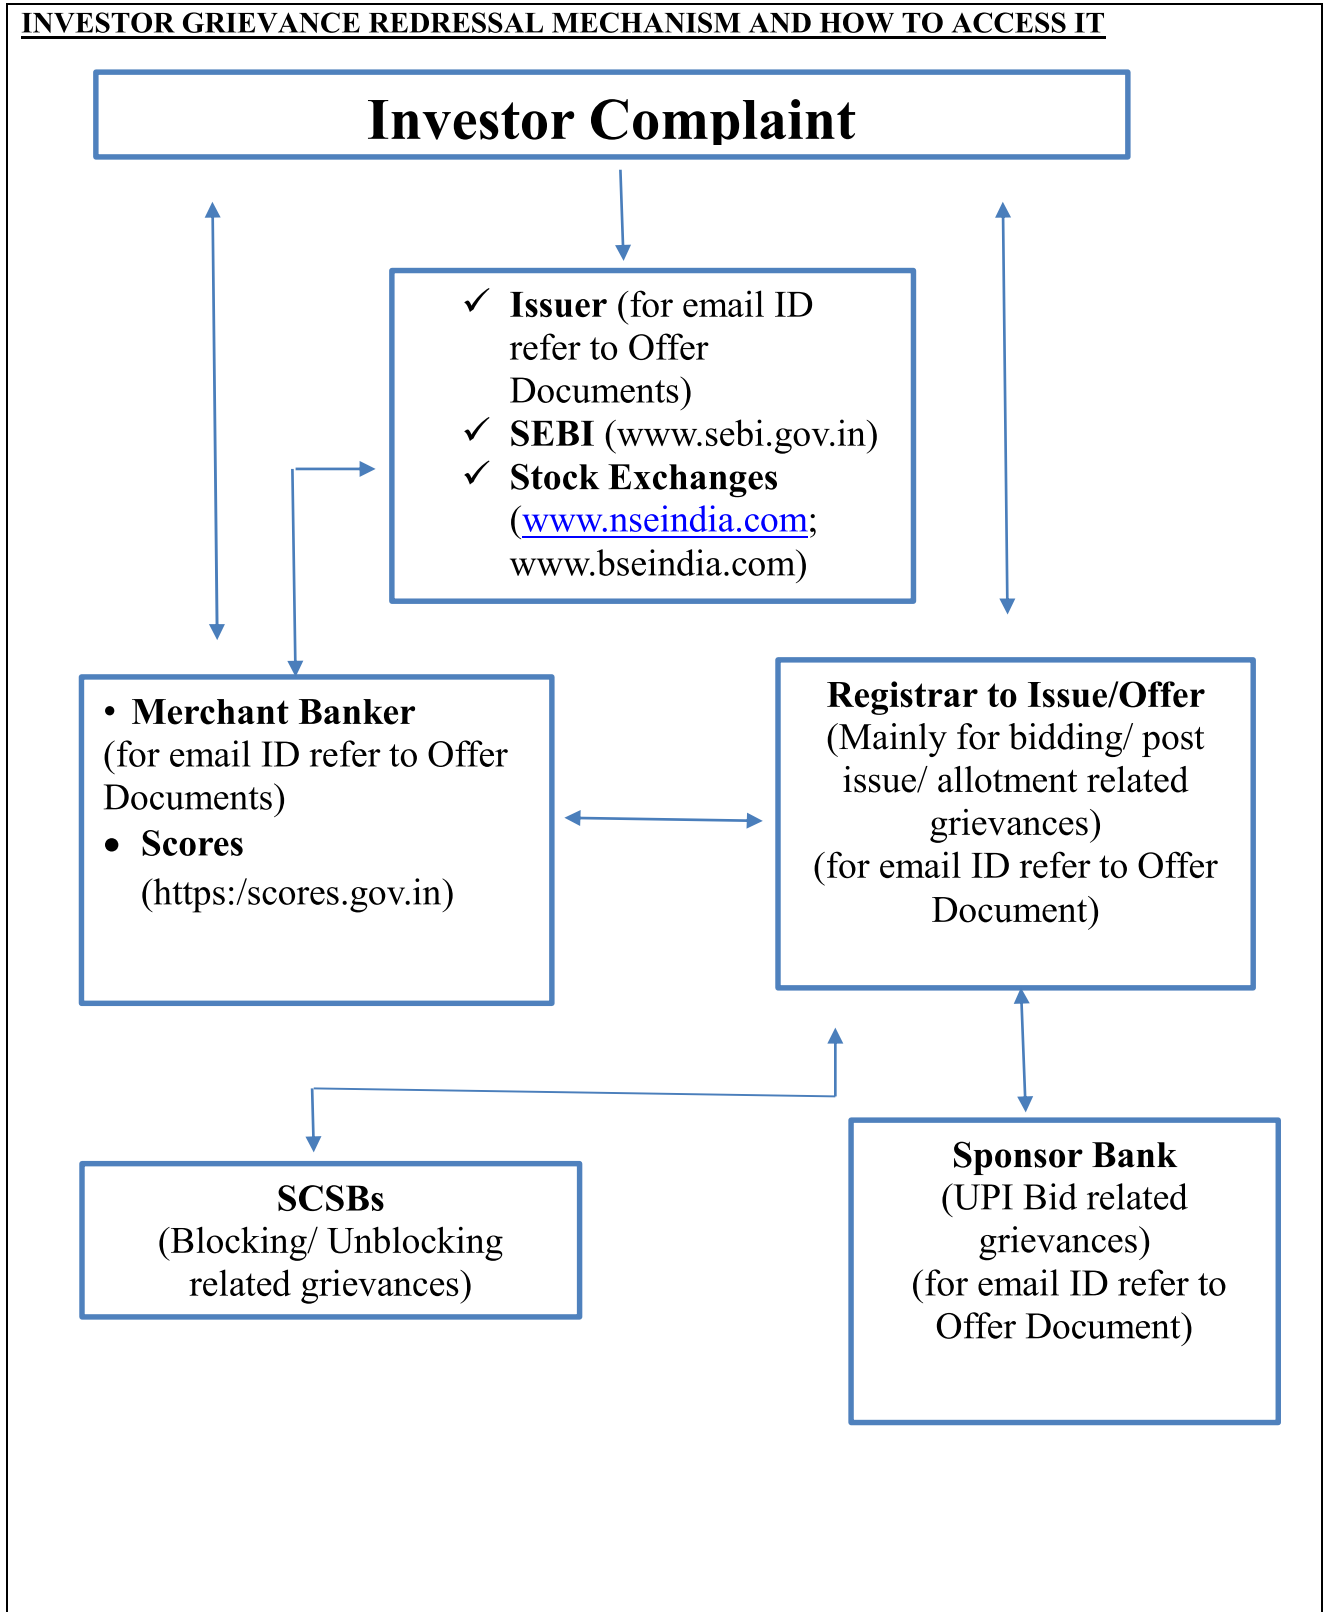 INVESTOR GRIEVANCE REDRESSAL MECHANISM AND HOW TO ACCESS IT
Investor Complaint
✓ Issuer (for email ID
refer to Offer
Documents)
✓ SEBI (www.sebi.gov.in)
✓ Stock Exchanges
(www.nseindia.com;
www.bseindia.com)
• Merchant Banker
(for email ID refer to Offer
Documents)
• Scores
(https:/scores.gov.in)
Registrar to Issue/Offer
(Mainly for bidding/ post
issue/ allotment related
grievances)
(for email ID refer to Offer
Document)
SCSBs
(Blocking/ Unblocking
related grievances)
Sponsor Bank
(UPI Bid related
grievances)
(for email ID refer to
Offer Document)